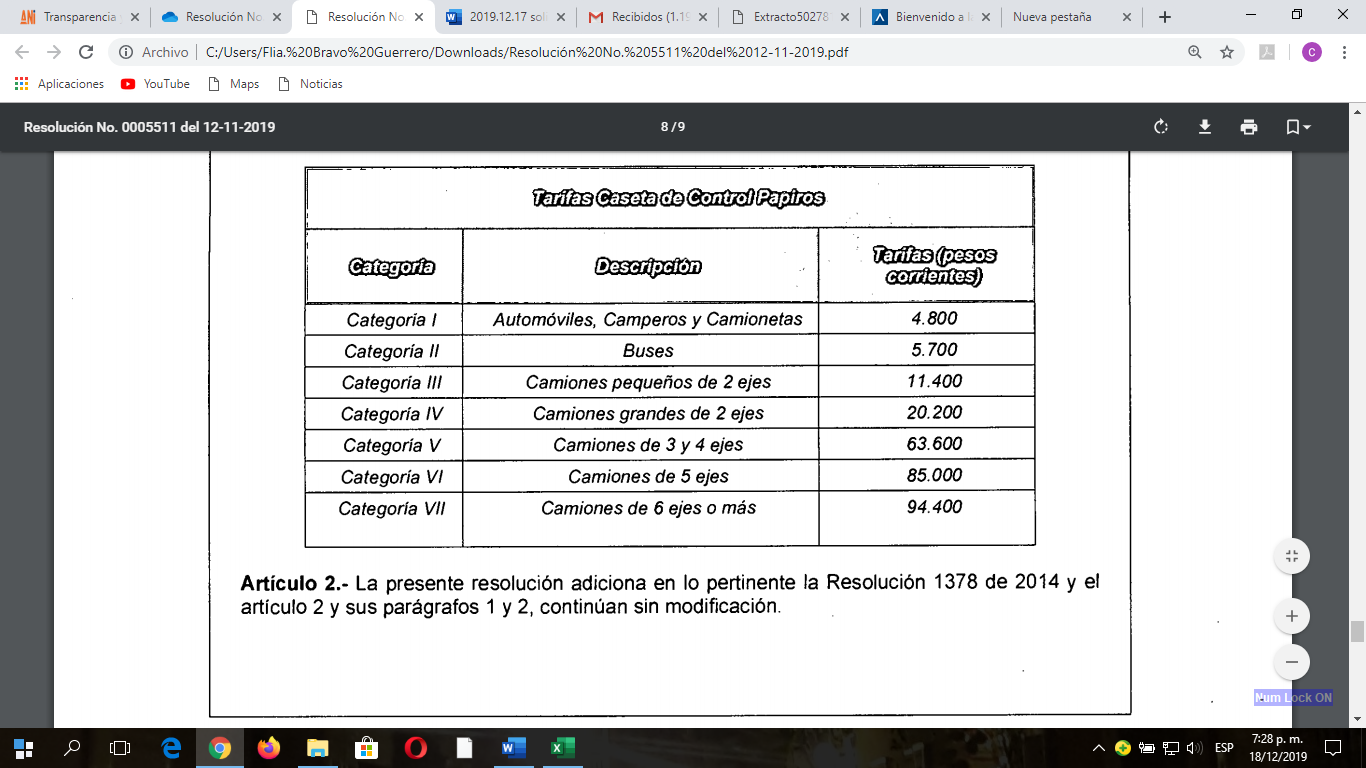 Transparencia
Resolución No
Resolución No
2019.12.17 soli
Recibidos (1.19
Extracto50278
Bienvenido a l
Nueva pestaña
Archivo
C:/Users/Flia.%20Bravo%20Guerrero/Downloads/Resolución%20No.%205511%20del%2012-11-2019.pdf
C
Aplicaciones
YouTube
Maps
Noticias
Resolución No. 0005511 del 12-11-2019
8 / 9
Tarifas Caseta de Control Papiros
Categoría
Descripción
Tarifas (pesos
corrientes)
Categoría I
Automóviles, Camperos y Camionetas
4.800
Categoría II
Buses
5.700
Categoría III
Camiones pequeños de 2 ejes
11.400
Categoría IV
Camiones grandes de 2 ejes
20.200
Categoría V
Camiones de 3 y 4 ejes
63.600
Categoría VI
Camiones de 5 ejes
85.000
Categoría VII
Camiones de 6 ejes o más
94.400
Artículo 2.- La presente resolución adiciona en lo pertinente la Resolución 1378 de 2014 y el
artículo 2 y sus parágrafos 1 y 2, continúan sin modificación.
Num Lock ON
ESP
7:28 p. m.
18/12/2019